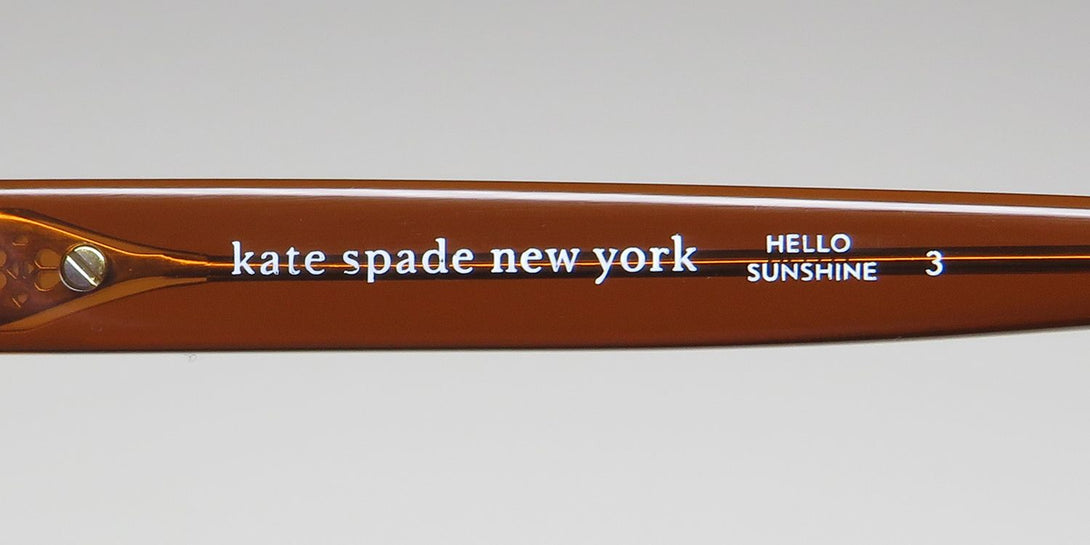 kate spade new york
HELLO
SUNSHINE
3